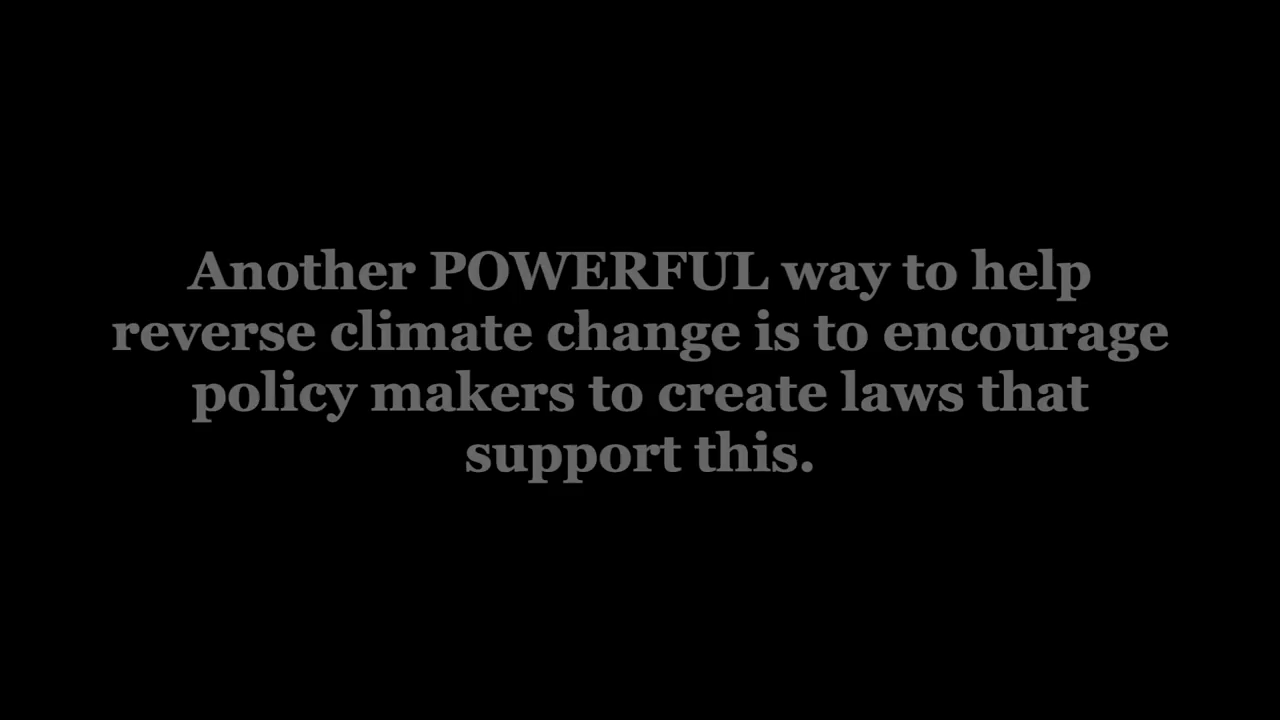 Another POWERFUL way to help
reverse climate change is to encourage
policy makers to create laws that
support this.